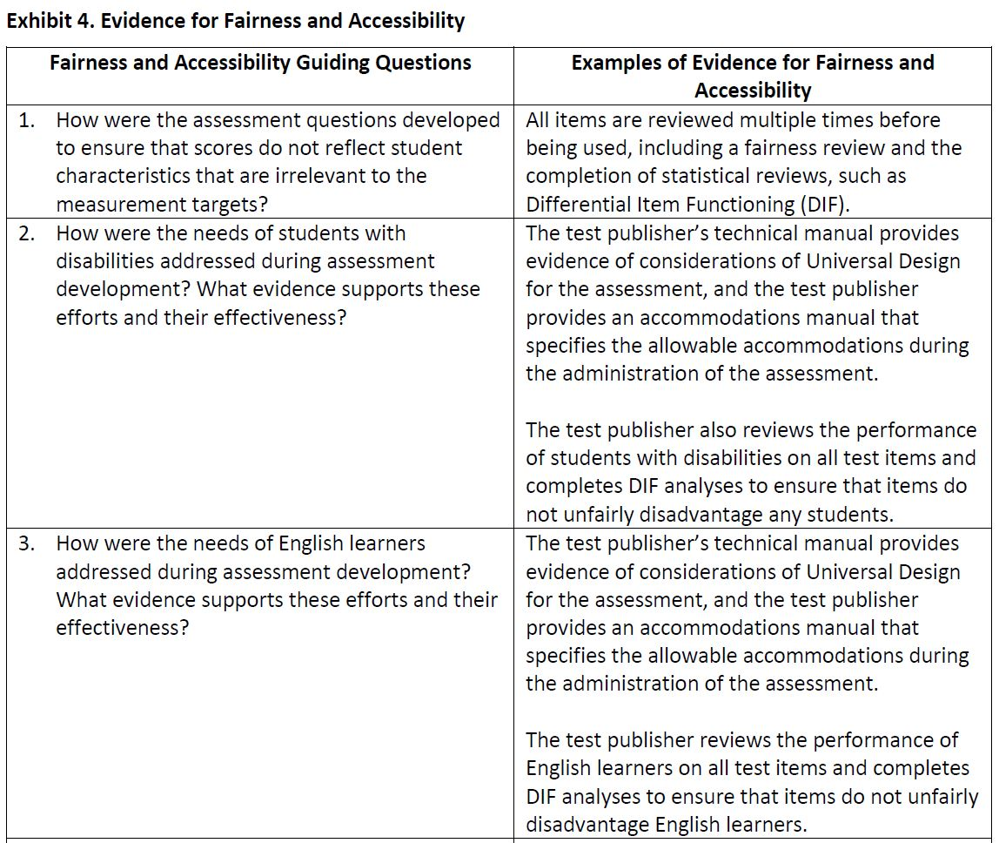 Exhibit 4. Evidence for Fairness and Accessibility
Fairness and Accessibility Guiding Questions
Examples of Evidence for Fairness and
Accessibility
1. How were the assessment questions developed
to ensure that scores do not reflect student
characteristics that are irrelevant to the
measurement targets?
All items are reviewed multiple times before
being used, including a fairness review and the
completion of statistical reviews, such as
Differential Item Functioning (DIF).
2. How were the needs of students with
disabilities addressed during assessment
development? What evidence supports these
efforts and their effectiveness?
The test publisher’s technical manual provides
evidence of considerations of Universal Design
for the assessment, and the test publisher
provides an accommodations manual that
specifies the allowable accommodations during
the administration of the assessment.
The test publisher also reviews the performance
of students with disabilities on all test items and
completes DIF analyses to ensure that items do
not unfairly disadvantage any students.
3. How were the needs of English learners
addressed during assessment development?
What evidence supports these efforts and their
effectiveness?
The test publisher’s technical manual provides
evidence of considerations of Universal Design
for the assessment, and the test publisher
provides an accommodations manual that
specifies the allowable accommodations during
the administration of the assessment.
The test publisher reviews the performance of
English learners on all test items and completes
DIF analyses to ensure that items do not unfairly
disadvantage English learners.